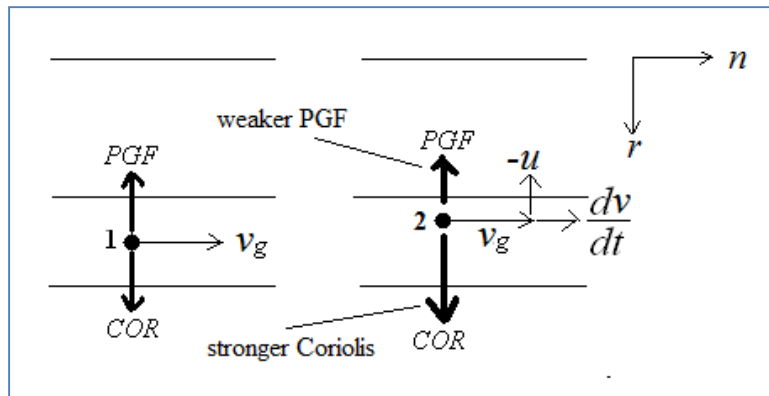 n
weaker PGF
PGF
PGF
-u
r
1
v_g
2
v_g
dv
dt
COR
COR
stronger Coriolis